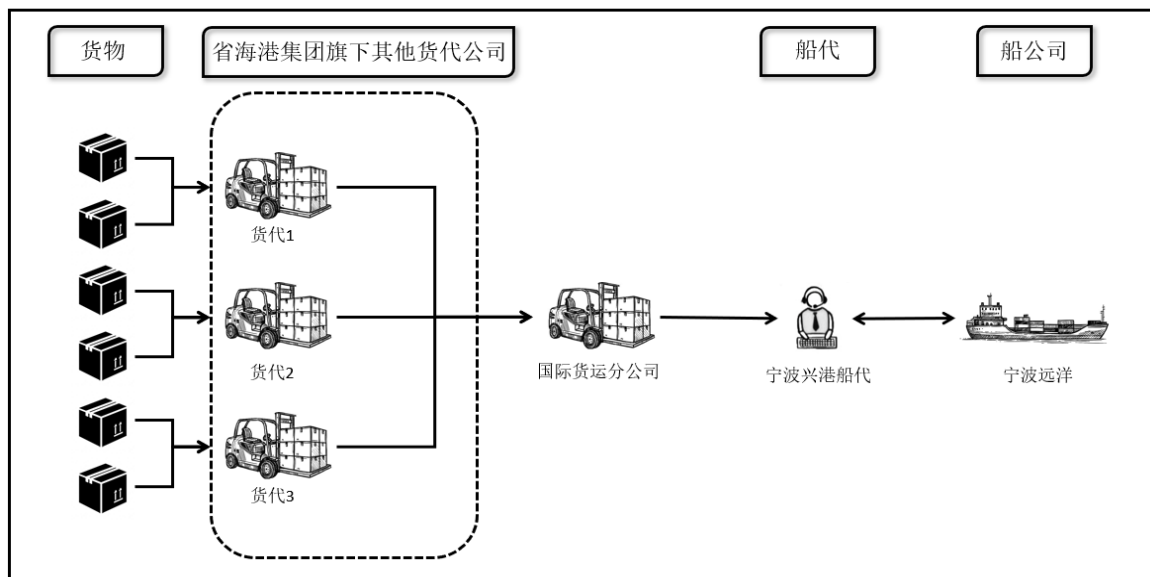 货物
省海港集团旗下其他货代公司
船代
船公司
货代1
货代2
货代3
国际货运分公司
宁波兴港船代
宁波远洋